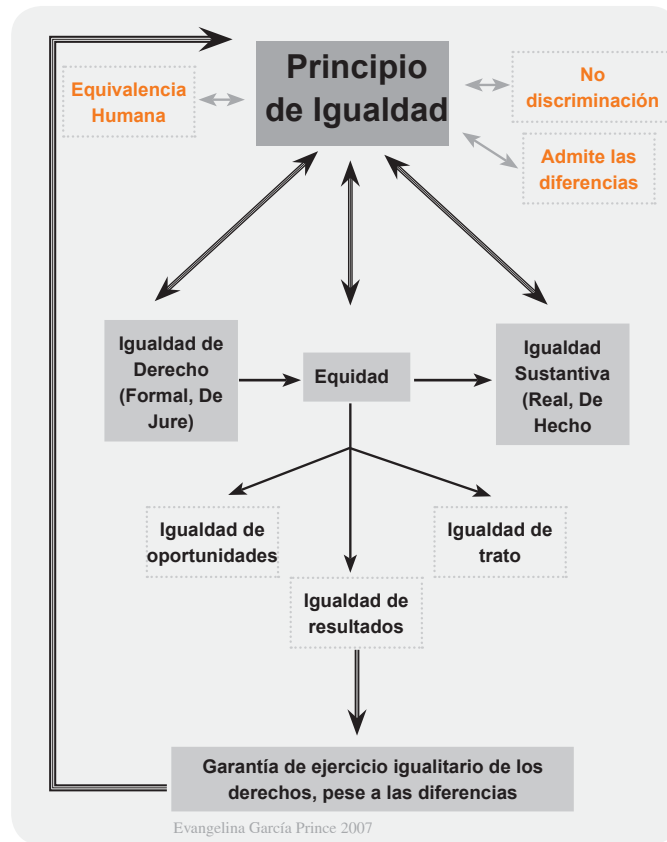 Principio
de Igualdad
Equivalencia
Humana
No
discriminación
Admite las
diferencias
Igualdad de
Derecho
(Formal, De
Jure)
Equidad
Igualdad
Sustantiva
(Real, De
Hecho
Igualdad de
oportunidades
Igualdad de
trato
Igualdad de
resultados
Garantía de ejercicio igualitario de los
derechos, pese a las diferencias
Evangelina García Prince 2007